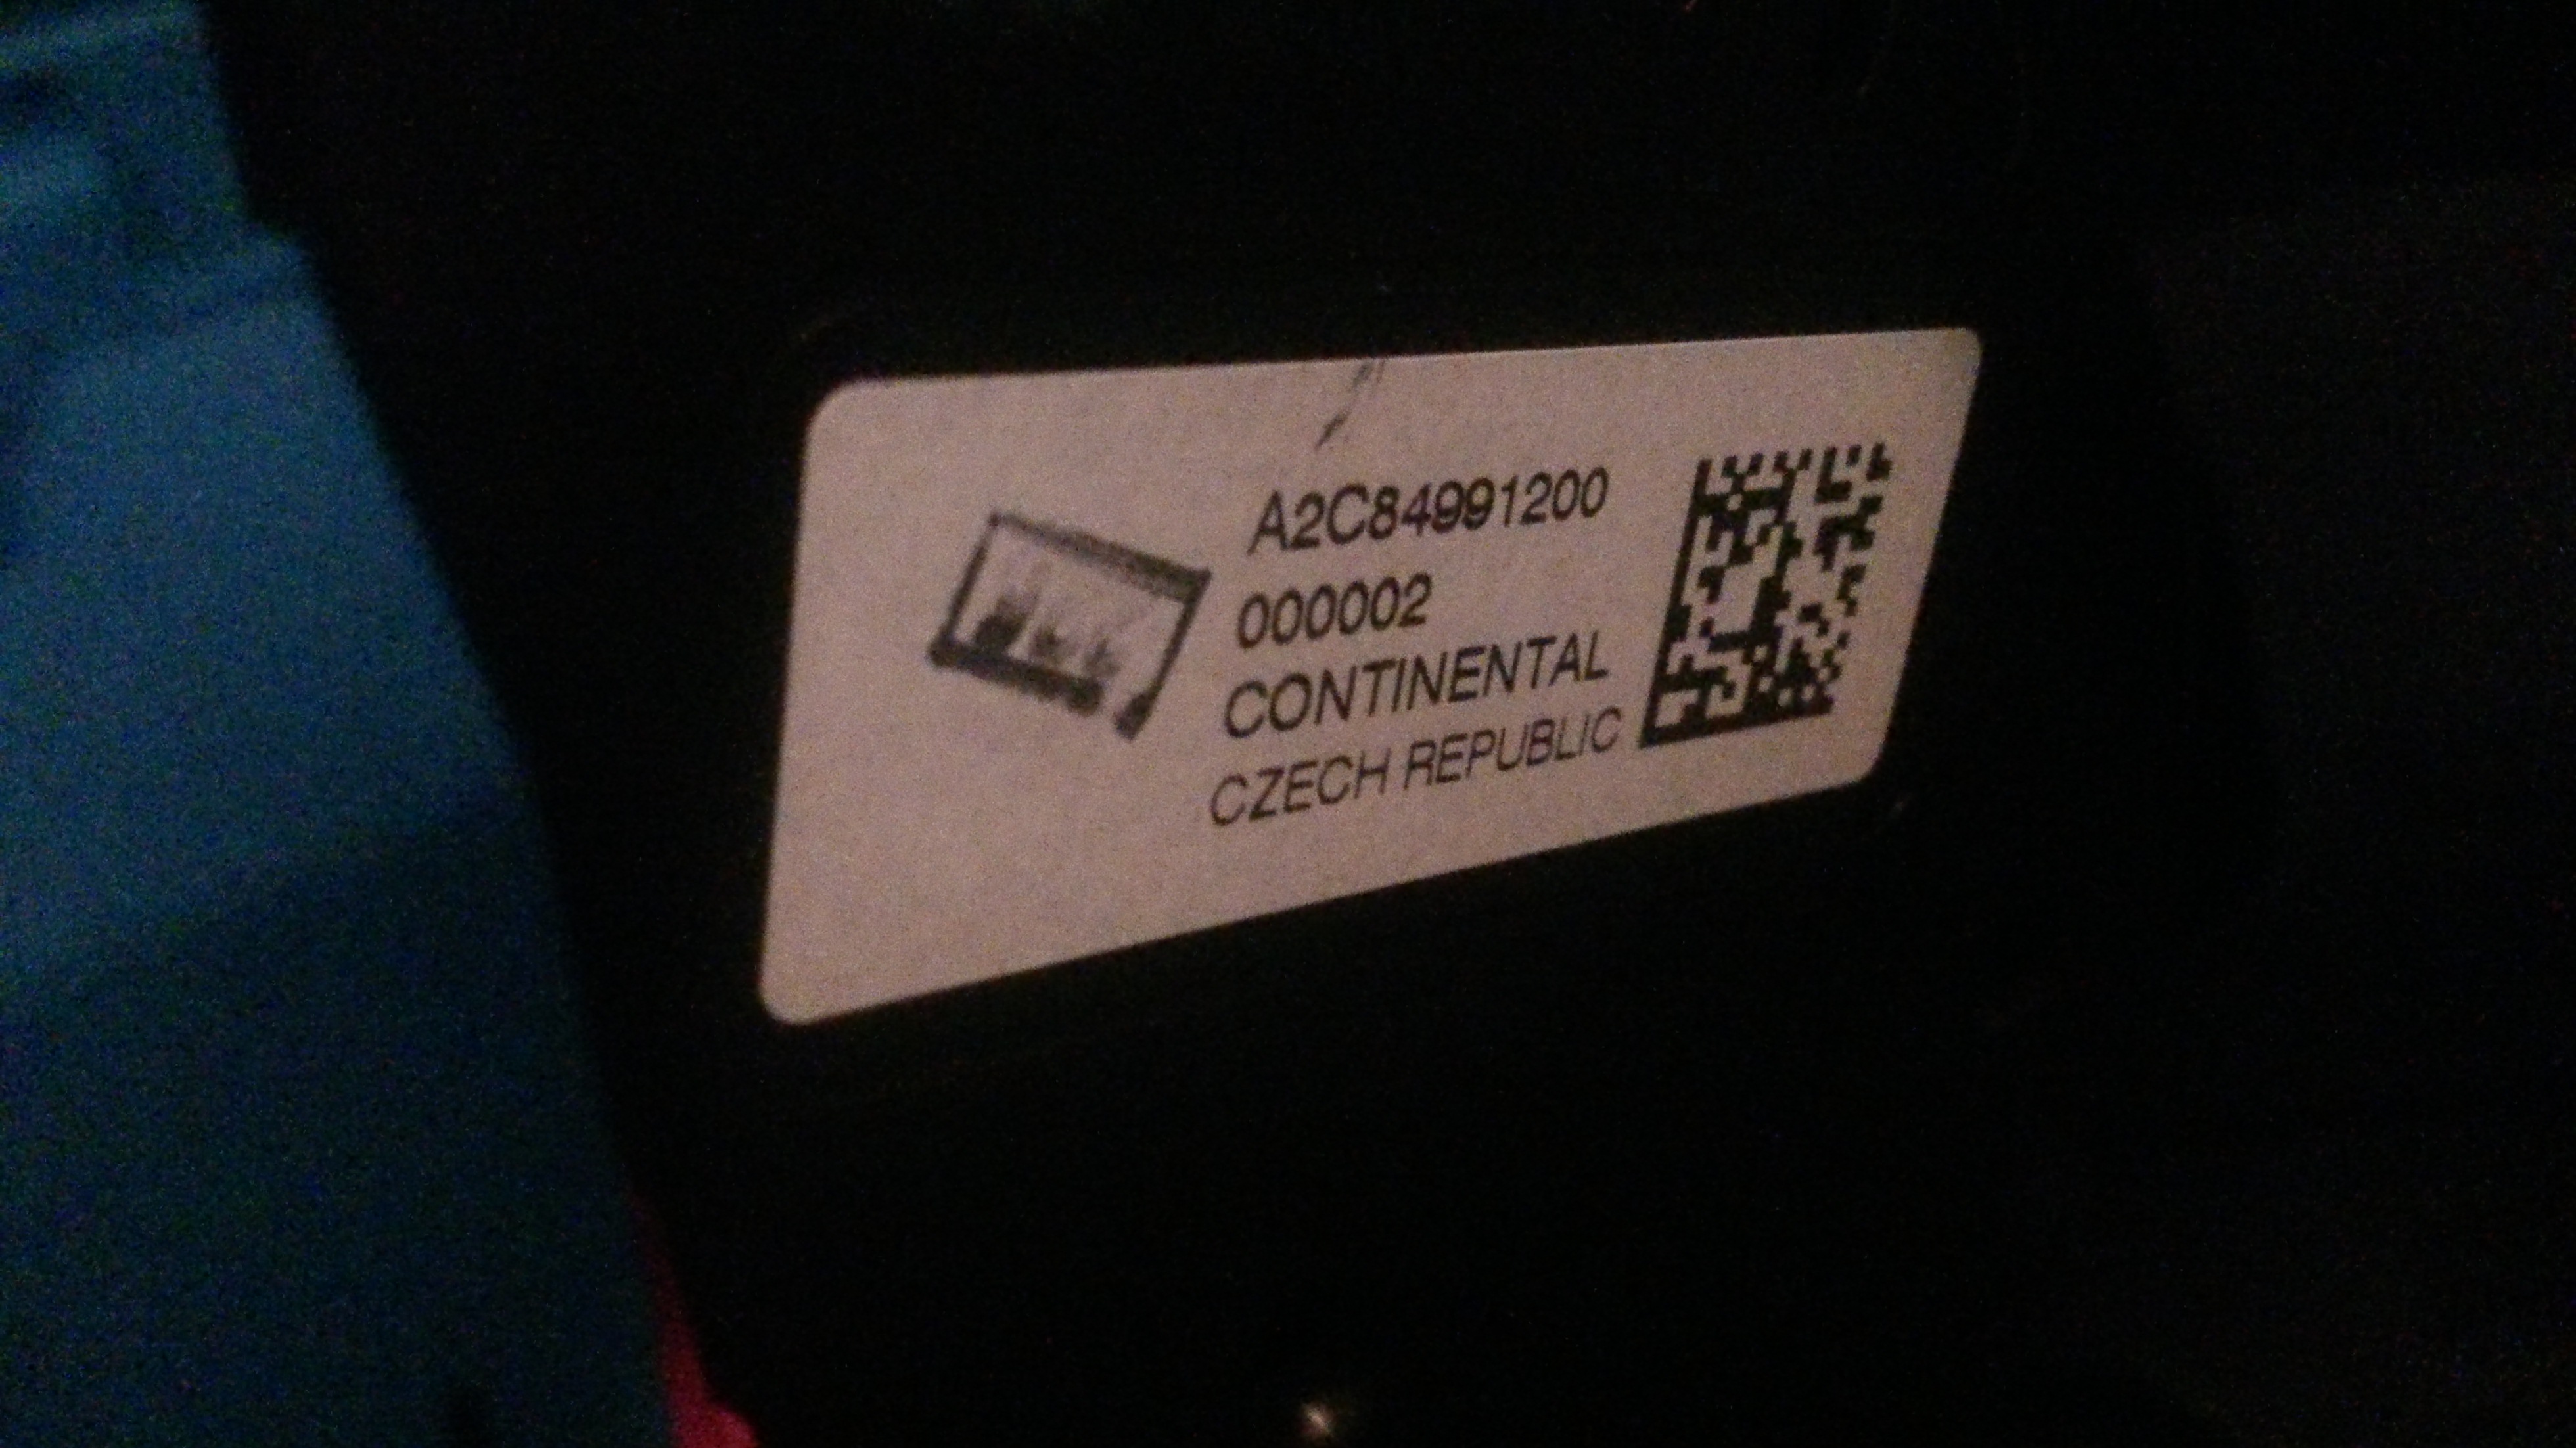 A2C84991200
000002
CONTINENTAL
CZECH REPUBLIC